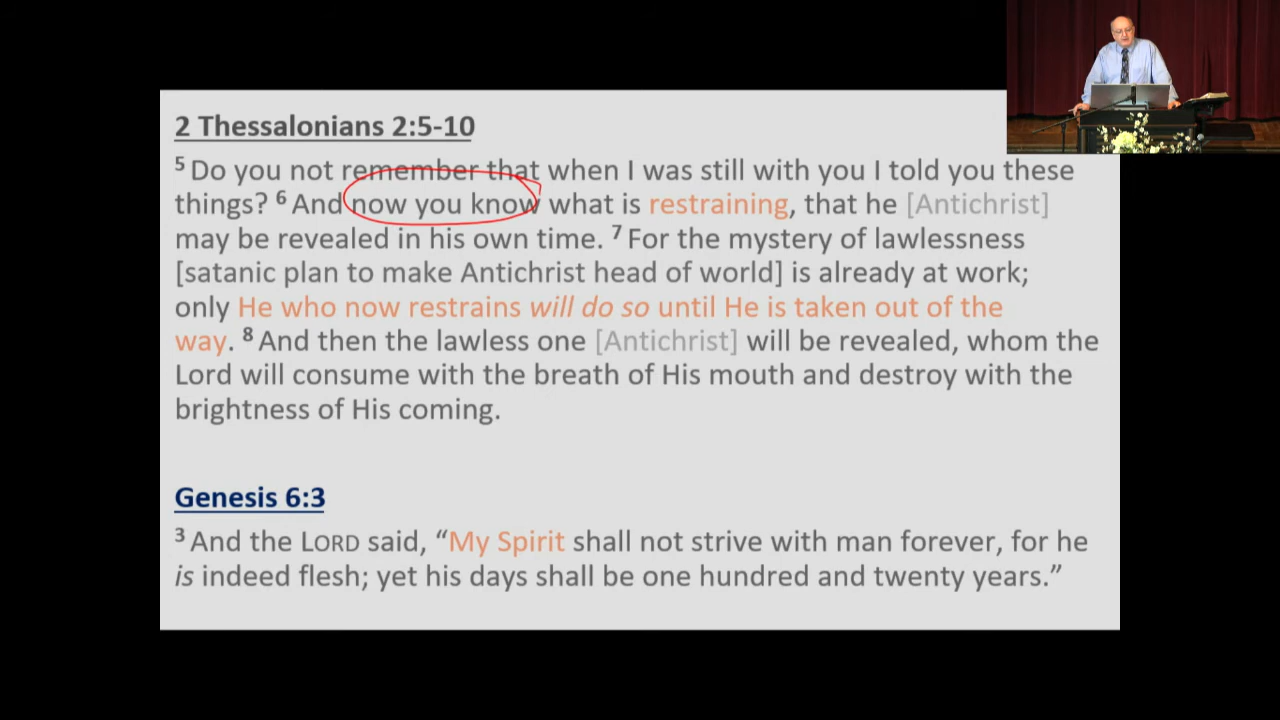 2 Thessalonians 2:5-10
5 Do you not remember that when I was still with you I told you these
things? 6 And now you know what is restraining, that he [Antichrist]
may be revealed in his own time. 7 For the mystery of lawlessness
[satanic plan to make Antichrist head of world] is already at work;
only He who now restrains will do so until He is taken out of the
way. 8 And then the lawless one [Antichrist] will be revealed, whom the
Lord will consume with the breath of His mouth and destroy with the
brightness of His coming.
Genesis 6:3
3 And the LORD said, “My Spirit shall not strive with man forever, for he
is indeed flesh; yet his days shall be one hundred and twenty years.”